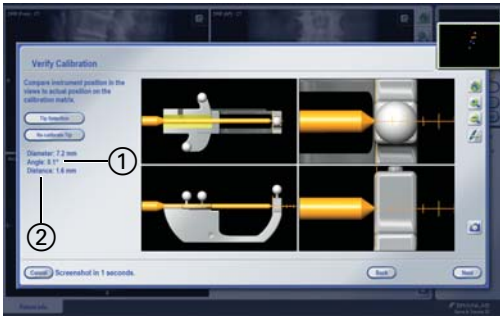 Verify Calibration
Compare instrument position in the
views to actual position on the
calibration matrix.
Tip Selection
Re-calibrate Tip
Diameter: 7.2 mm
Angle: 0.1°
Distance: 1.6 mm
1
2
Cancel
Screenshot in 1 seconds.
Back
Next
BRAINLAB